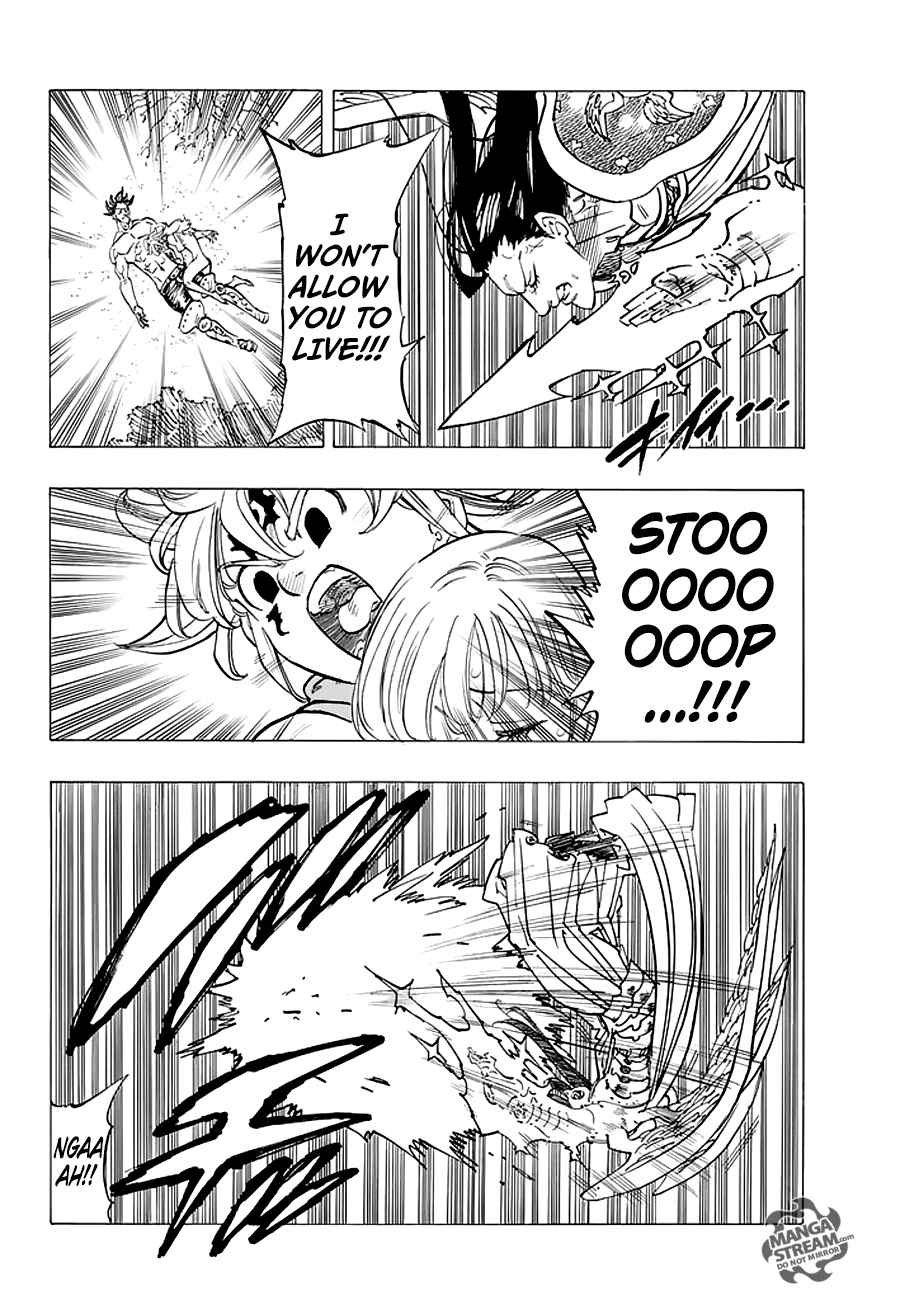 I
WON'T
ALLOW
YOU TO
LIVE!!!
STOO
OOOO
OOOP
...!!!
NGAA
AH!!
MANGA
STREAM.com
DO NOT MIRROR